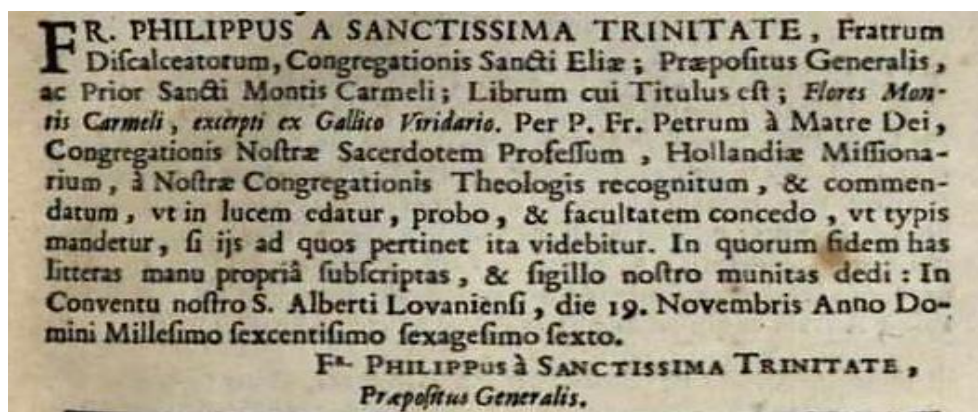 FR. PHILIPPUS A SANCTISSIMA TRINITATE, Fratrum
Diſcalceatorum, Congregationis Sancti Eliæ; Præpoſitus Generalis,
ac Prior Sancti Montis Carmeli; Librum cui Titulus eſt; Flores Mon-
tis Carmeli, excerpti ex Gallico Viridario. Per P. Fr. Petrum à Matre Dei,
Congregationis Noſtræ Sacerdotem Profeſſum, Hollandiæ Miſſiona-
rium, à Noſtræ Congregationis Theologis recognitum, & commen-
datum, vt in lucem edatur, probo, & facultatem concedo, vt typis
mandetur, ſi ijs ad quos pertinet ita videbitur. In quorum fidem has
litteras manu propriâ ſubſcriptas, & ſigillo noſtro munitas dedi: In
Conventu noſtro S. Alberti Lovanienſi, die 19. Novembris Anno Do-
mini Milleſimo ſexcentiſimo ſexageſimo ſexto.
FR. PHILIPPUS à SANCTISSIMA TRINITATE,
Præpoſitus Generalis.